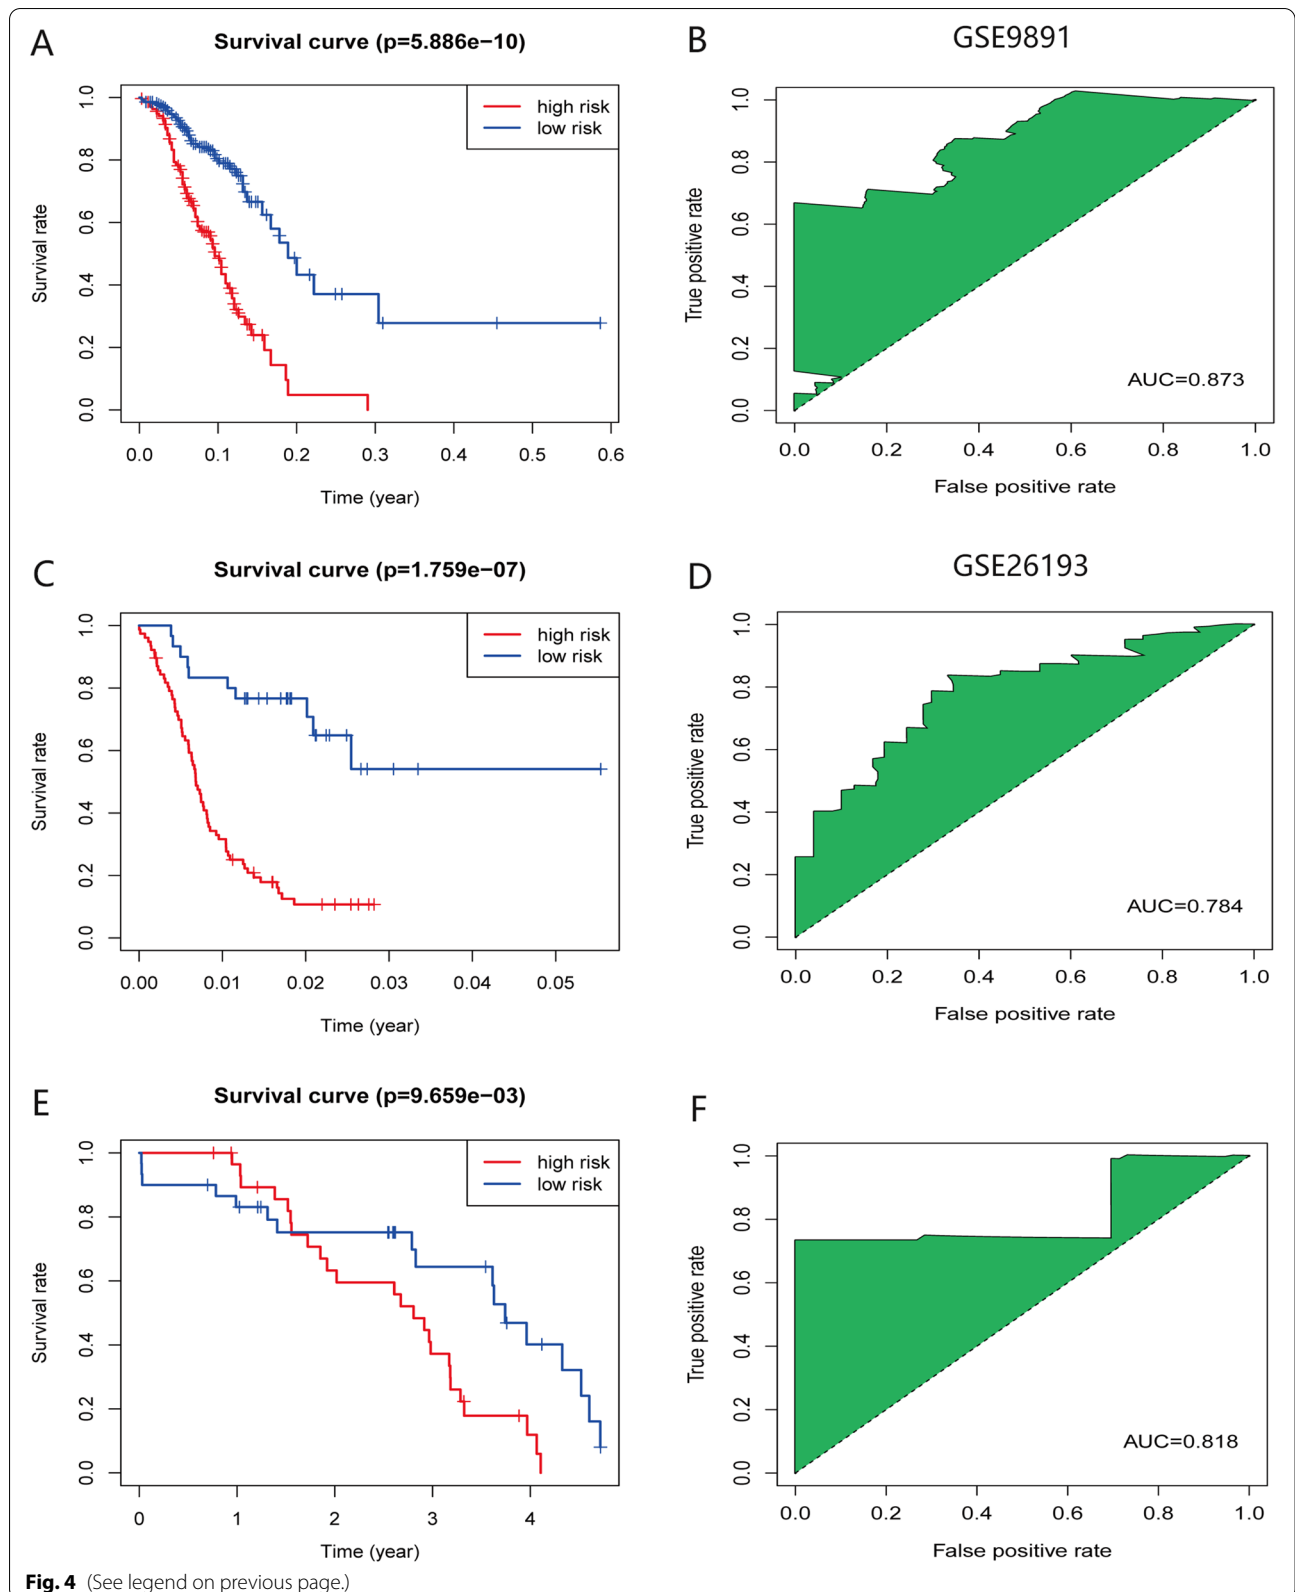 A
Survival curve (p=5.886e−10)
high risk
low risk
Survival rate
0.0 0.2 0.4 0.6 0.8 1.0
0.0 0.1 0.2 0.3 0.4 0.5 0.6
Time (year)
B
GSE9891
True positive rate
0.0 0.2 0.4 0.6 0.8 1.0
AUC=0.873
0.0 0.2 0.4 0.6 0.8 1.0
False positive rate
C
Survival curve (p=1.759e−07)
high risk
low risk
Survival rate
0.0 0.2 0.4 0.6 0.8 1.0
0.00 0.01 0.02 0.03 0.04 0.05
Time (year)
D
GSE26193
True positive rate
0.0 0.2 0.4 0.6 0.8 1.0
AUC=0.784
0.0 0.2 0.4 0.6 0.8 1.0
False positive rate
E
Survival curve (p=9.659e−03)
high risk
low risk
Survival rate
0.0 0.2 0.4 0.6 0.8 1.0
0 1 2 3 4
Time (year)
F
True positive rate
0.0 0.2 0.4 0.6 0.8 1.0
AUC=0.818
0.0 0.2 0.4 0.6 0.8 1.0
False positive rate
Fig. 4 (See legend on previous page.)